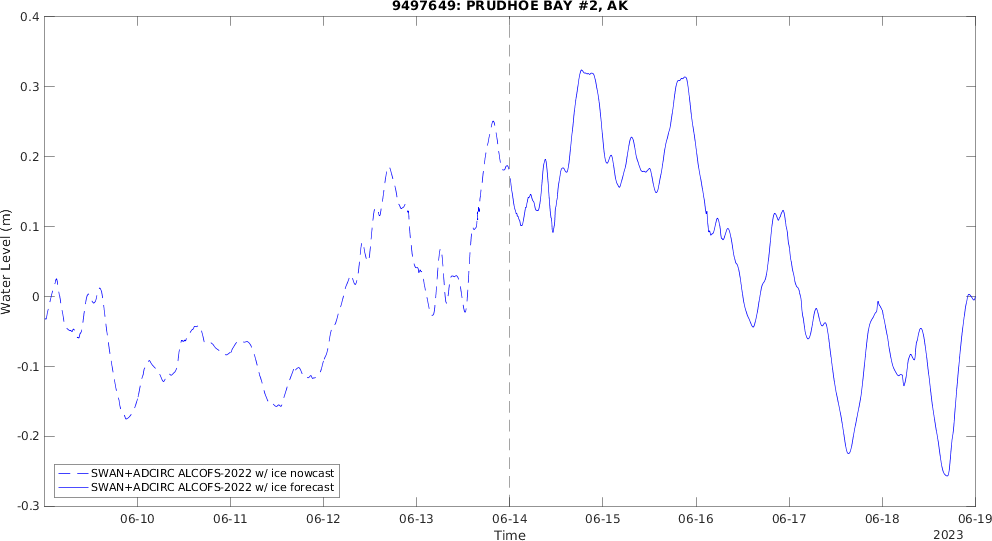 9497649: PRUDHOE BAY #2, AK
0.4
0.3
0.2
0.1
0
-0.1
-0.2
-0.3
Water Level (m)
SWAN+ADCIRC ALCOFS-2022 w/ ice nowcast
SWAN+ADCIRC ALCOFS-2022 w/ ice forecast
06-10 06-11 06-12 06-13 06-14 06-15 06-16 06-17 06-18 06-19
Time
2023